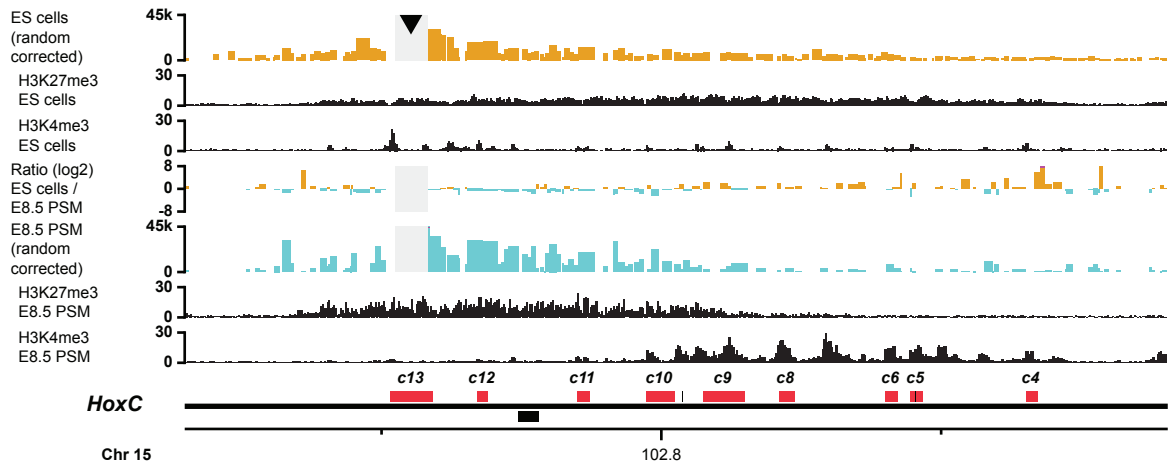 ES cells
(random
corrected)
45k
0
H3K27me3
ES cells
30
0
H3K4me3
ES cells
30
0
Ratio (log2)
ES cells /
E8.5 PSM
8
0
-8
E8.5 PSM
(random
corrected)
45k
0
H3K27me3
E8.5 PSM
30
0
H3K4me3
E8.5 PSM
30
0
c13 c12 c11 c10 c9 c8 c6 c5 c4
HoxC
Chr 15 102.8